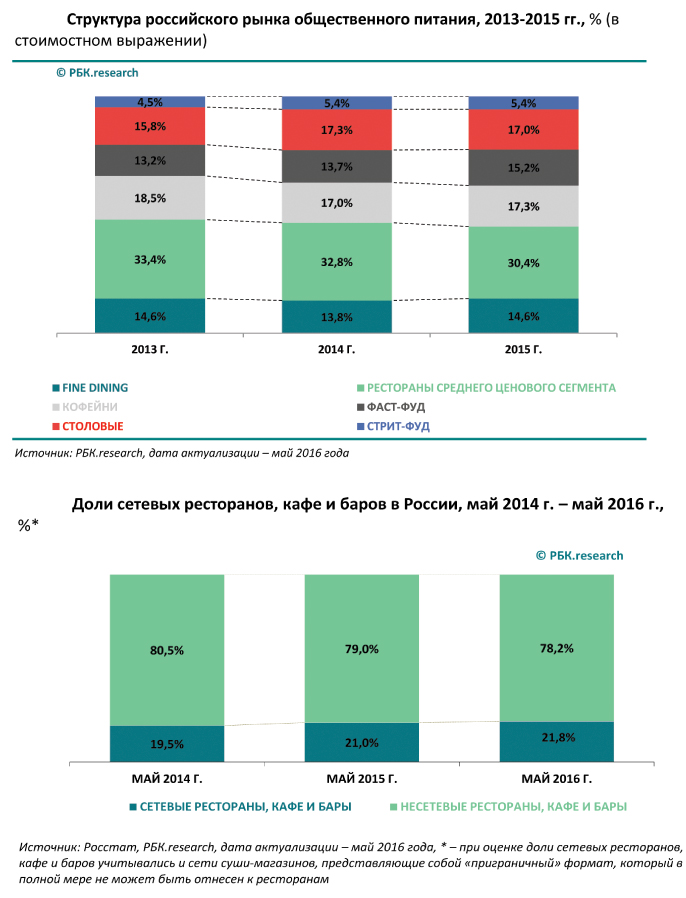 Структура российского рынка общественного питания, 2013-2015 гг., % (в
стоимостном выражении)
© РБК.research
4,5% 5,4% 5,4%
15,8% 17,3% 17,0%
13,2% 13,7% 15,2%
18,5% 17,0% 17,3%
33,4% 32,8% 30,4%
14,6% 13,8% 14,6%
2013 Г. 2014 Г. 2015 Г.
FINE DINING РЕСТОРАНЫ СРЕДНЕГО ЦЕНОВОГО СЕГМЕНТА
КОФЕЙНИ ФАСТ-ФУД
СТОЛОВЫЕ СТРИТ-ФУД
Источник: РБК.research, дата актуализации – май 2016 года
Доли сетевых ресторанов, кафе и баров в России, май 2014 г. – май 2016 г.,
%*
© РБК.research
80,5% 79,0% 78,2%
19,5% 21,0% 21,8%
МАЙ 2014 Г. МАЙ 2015 Г. МАЙ 2016 Г.
СЕТЕВЫЕ РЕСТОРАНЫ, КАФЕ И БАРЫ НЕСЕТЕВЫЕ РЕСТОРАНЫ, КАФЕ И БАРЫ
Источник: Росстат, РБК.research, дата актуализации – май 2016 года, * – при оценке доли сетевых ресторанов,
кафе и баров учитывались и сети суши-магазинов, представляющие собой «приграничный» формат, который в
полной мере не может быть отнесен к ресторанам